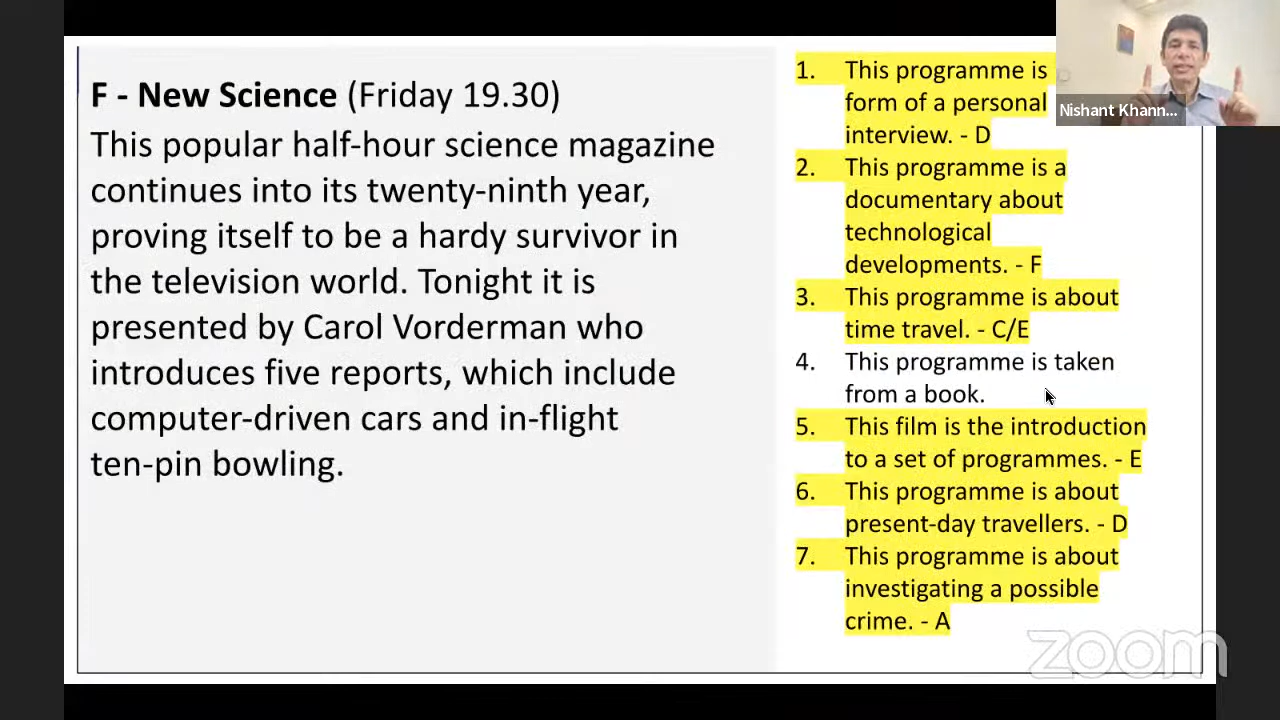 F - New Science (Friday 19.30)
This popular half-hour science magazine
continues into its twenty-ninth year,
proving itself to be a hardy survivor in
the television world. Tonight it is
presented by Carol Vorderman who
introduces five reports, which include
computer-driven cars and in-flight
ten-pin bowling.
1. This programme is
form of a personal
interview. - D
2. This programme is a
documentary about
technological
developments. - F
3. This programme is about
time travel. - C/E
4. This programme is taken
from a book.
5. This film is the introduction
to a set of programmes. - E
6. This programme is about
present-day travellers. - D
7. This programme is about
investigating a possible
crime. - A
Nishant Khann...
zoom